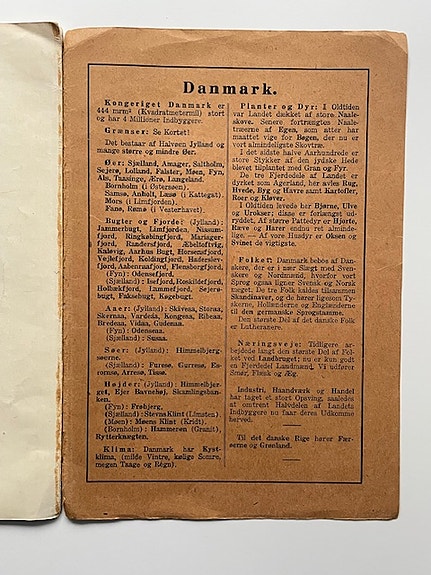 Danmark.
Kongeriget Danmark er
444 mrm² (Kvadratmetermil) stort
og har 4 Millioner Indbyggere.
Grænser: Se Kortet!
Det bestaar af Halvøen Jylland og
mange større og mindre Øer.
Øer: Sjælland, Amager, Saltholm,
Sejerø, Lolland, Falster, Møen, Fyn,
Als, Taasinge, Ærø, Langeland.
Bornholm (i Østersøen).
Samsø, Anholt, Læsø (i Kattegat).
Mors (i Limfjorden).
Fanø, Rømø (i Vesterhavet).
Bugter og Fjorde: (Jylland):
Jammerbugt, Limfjorden, Nissum-
fjord, Ringkøbingfjord, Mariager-
fjord, Randersfjord, Æbeltoftvig,
Kaløvig, Aarhus Bugt, Horsensfjord,
Vejlefjord, Koldingfjord, Haderslev-
fjord, Aabenraafjord, Flensborgfjord.
(Fyn): Odensefjord.
(Sjælland): Isefjord, Roskildefjord,
Holbækfjord, Lammefjord, Sejerø-
bugt, Faksebugt, Køgebugt.
Aaer: (Jylland): Skiveaa, Storaa,
Skernaa, Vardeaa, Kongeaa, Ribeaa,
Bredeaa, Vidaa, Gudenaa.
(Fyn): Odenseaa.
(Sjælland): Susaa.
Søer: (Jylland): Himmelbjerg-
søerne.
(Sjælland): Furesø, Gurresø, Es-
romsø, Arresø, Tissø.
Højder: (Jylland): Himmelbjer-
get, Ejer Bavnehøj, Skamlingsban-
ken.
(Fyn): Frøbjerg,
(Sjælland): Stevns Klint (Limsten).
(Møen): Møens Klint (Kridt).
(Bornholm): Hammeren (Granit),
Rytterknægten.
Klima: Danmark har Kyst-
klima, (milde Vintre, kølige Somre,
megen Taage og Regn).
Planter og Dyr: I Oldtiden
var Landet dækket af store Naale-
skove. Senere fortrængtes Naale-
træerne af Egen, som atter har
maattet vige for Bøgen, der nu er
vort almindeligste Skovtræ.
I det sidste halve Aarhundrede er
store Stykker af den jydske Hede
blevet tilplantet med Gran og Fyr.
De tre Fjerdedele af Landet er
dyrket som Agerland, her avles Rug,
Hvede, Byg og Havre samt Kartofler,
Roer og Kløver.
I Oldtiden levede her Bjørne, Ulve
og Urokser; disse er forlængst ud-
ryddet. Af større Pattedyr er Hjorte,
Ræve og Harer endnu ret alminde-
lige. — Af vore Husdyr er Oksen og
Svinet de vigtigste.
Folket: Danmark bebos af Dan-
skere, der er i nær Slægt med Sven-
skere og Nordmænd, hvorfor vort
Sprog ogsaa ligner Svensk og Norsk
meget. De tre Folk kaldes tilsammen
Skandinaver, og de hører ligesom Ty-
skerne, Hollænderne og Englænderne
til den germanske Sprogstamme.
Den største Del af det danske Folk
er Lutheranere.
Næringsveje: Tidligere ar-
bejdede langt den største Del af Fol-
ket ved Landbruget; nu er kun godt
en Fjerdedel Landmænd. Vi udfører
Smør, Flæsk og Æg.
Industri, Haandværk og Handel
har taget et stort Opsving, saaledes
at omtrent Halvdelen af Landets
Indbyggere nu faar deres Udkomme
herved.
Til det danske Rige hører Fær-
øerne og Grønland.